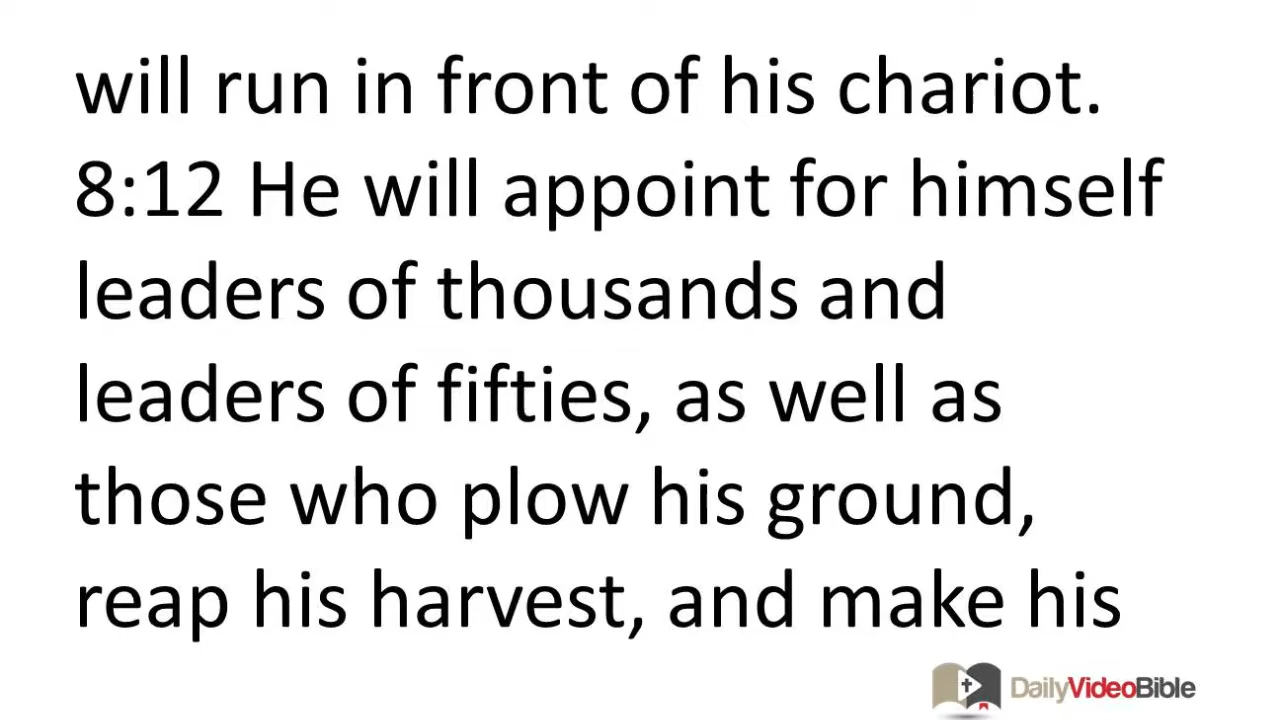 will run in front of his chariot.
8:12 He will appoint for himself
leaders of thousands and
leaders of fifties, as well as
those who plow his ground,
reap his harvest, and make his
DailyVideoBible